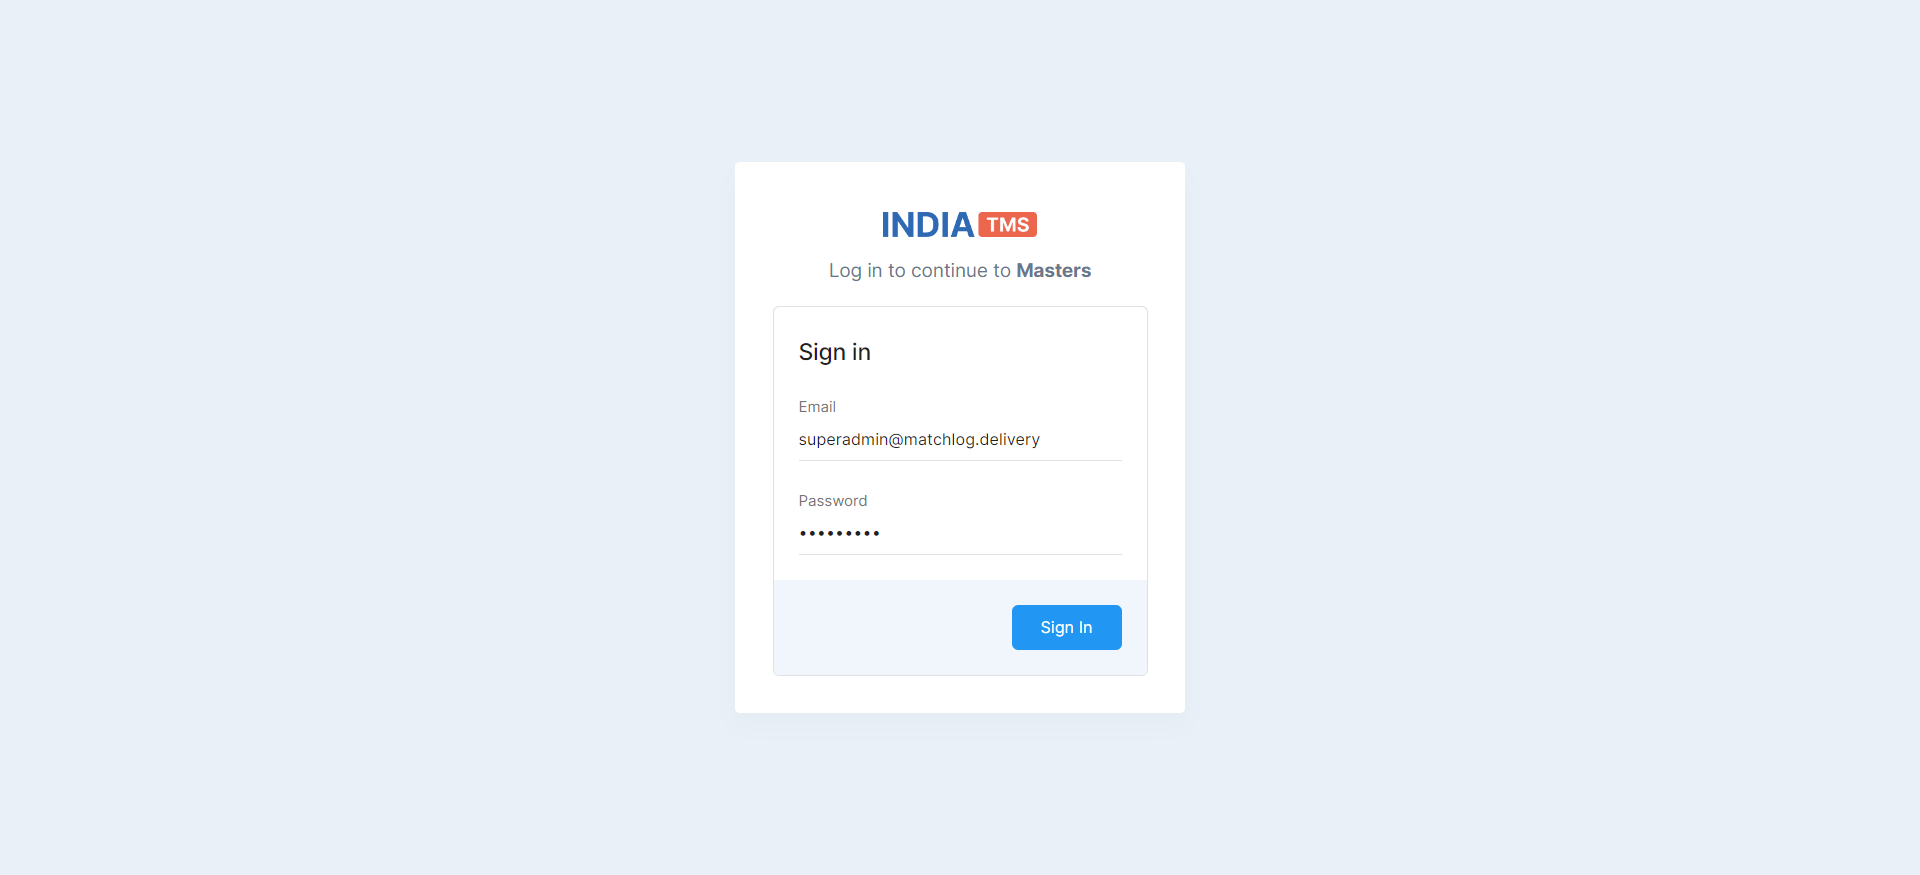 INDIA TMS
Log in to continue to Masters
Sign in
Email
superadmin@matchlog.delivery
Password
•••••••••
Sign In